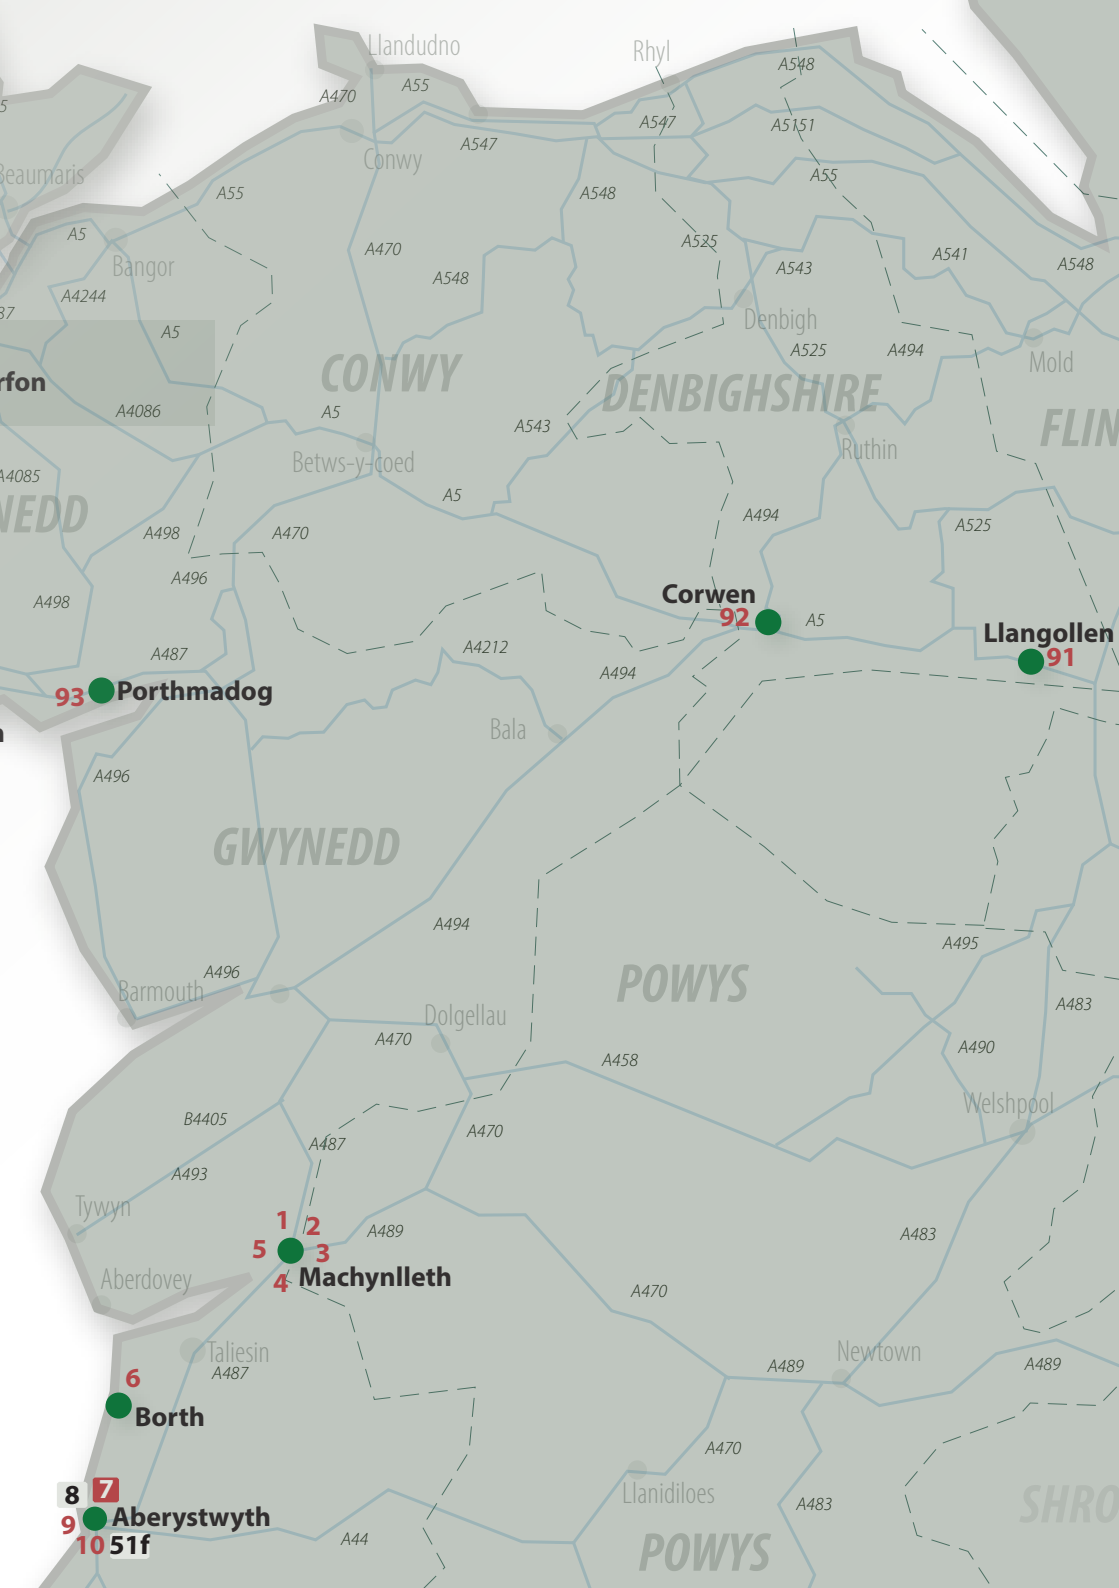 Llandudno
Rhyl
A548
A55
A470
5
A547
A5151
A547
Conwy
Beaumaris
A55
A55
A548
A5
A525
A470
A541
A548
Bangor
A543
A548
A4244
87
Denbigh
A5
A525
A494
Mold
rfon
CONWY
DENBIGHSHIRE
A4086
A5
A543
FLIN
Ruthin
Betws-y-coed
A4085
A5
NEDD
A494
A525
A498
A470
A496
Corwen
92
A498
A5
Llangollen
91
A487
A4212
A494
93 Porthmadog
Bala
n
A496
GWYNEDD
A494
A495
A496
POWYS
Barmouth
A483
Dolgellau
A470
A490
A458
B4405
Welshpool
A487
A470
A493
Tywyn
1
2
A489
A483
5
3
4
Machynlleth
Aberdovey
A470
Taliesin
A487
Newtown
A489
A489
6
Borth
A470
7
8
Llanidiloes
A483
9
Aberystwyth
10
51f
A44
SHRO
POWYS